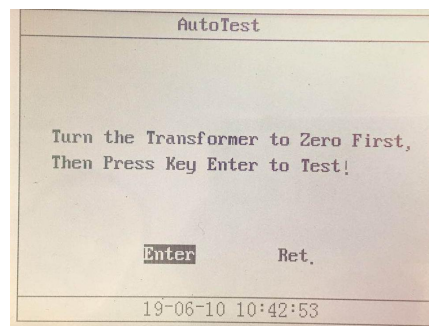 AutoTest
Turn the Transformer to Zero First,
Then Press Key Enter to Test!
Enter Ret.
19-06-10 10:42:53